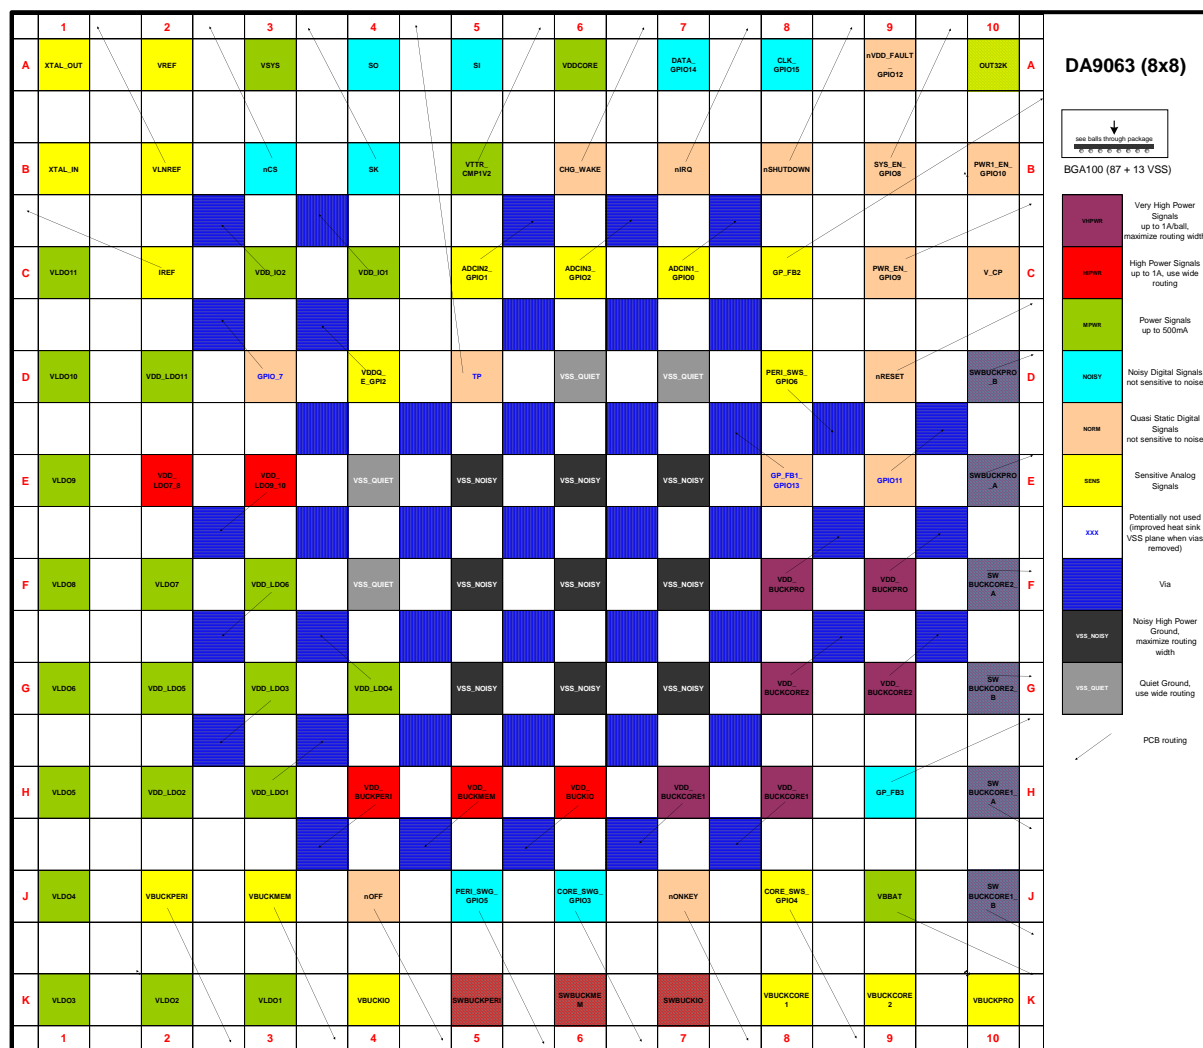 1 2 3 4 5 6 7 8 9 10
A XTAL_OUT VREF VSYS SO SI VDDCORE DATA_ GPIO14 CLK_ GPIO15 nVDD_FAULT_ GPIO12 OUT32K A
DA9063 (8x8)
see balls through package
B XTAL_IN VLNREF nCS SK VTTR_ CMP1V2 CHG_WAKE nIRQ nSHUTDOWN SYS_EN_ GPIO8 PWR1_EN_ GPIO10 B
BGA100 (87 + 13 VSS)
C VLDO11 IREF VDD_IO2 VDD_IO1 ADCIN2_ GPIO1 ADCIN3_ GPIO2 ADCIN1_ GPIO0 GP_FB2 PWR_EN_ GPIO9 V_CP C
D VLDO10 VDD_LDO11 GPIO_7 VDDQ_ E_GPI2 TP VSS_QUIET VSS_QUIET PERI_SWS_ GPIO6 nRESET SWBUCKPRO _B D
E VLDO9 VDD_ LDO7_8 VDD_ LDO9_10 VSS_QUIET VSS_NOISY VSS_NOISY VSS_NOISY GP_FB1_ GPIO13 GPIO11 SWBUCKPRO _A E
F VLDO8 VLDO7 VDD_LDO6 VSS_QUIET VSS_NOISY VSS_NOISY VSS_NOISY VDD_ BUCKPRO VDD_ BUCKPRO SW BUCKCORE2_ A F
G VLDO6 VDD_LDO5 VDD_LDO3 VDD_LDO4 VSS_NOISY VSS_NOISY VSS_NOISY VDD_ BUCKCORE2 VDD_ BUCKCORE2 SW BUCKCORE2_ B G
H VLDO5 VDD_LDO2 VDD_LDO1 VDD_ BUCKPERI VDD_ BUCKMEM VDD_ BUCKIO VDD_ BUCKCORE1 VDD_ BUCKCORE1 GP_FB3 SW BUCKCORE1_ A H
J VLDO4 VBUCKPERI VBUCKMEM nOFF PERI_SWG_ GPIO5 CORE_SWG_ GPIO3 nONKEY CORE_SWS_ GPIO4 VBBAT SW BUCKCORE1_ B J
K VLDO3 VLDO2 VLDO1 VBUCKIO SWBUCKPERI SWBUCKME M SWBUCKIO VBUCKCORE 1 VBUCKCORE 2 VBUCKPRO K
1 2 3 4 5 6 7 8 9 10
VHPWR
Very High Power
Signals
up to 1A/ball,
maximize routing width
HIPWR
High Power Signals
up to 1A, use wide
routing
MPWR
Power Signals
up to 500mA
NOISY
Noisy Digital Signals
not sensitive to noise
NORM
Quasi Static Digital
Signals
not sensitive to noise
SENS
Sensitive Analog
Signals
XXX
Potentially not used
(improved heat sink
VSS plane when vias
removed)
Via
VSS_NOISY
Noisy High Power
Ground,
maximize routing
width
VSS_QUIET
Quiet Ground,
use wide routing
PCB routing